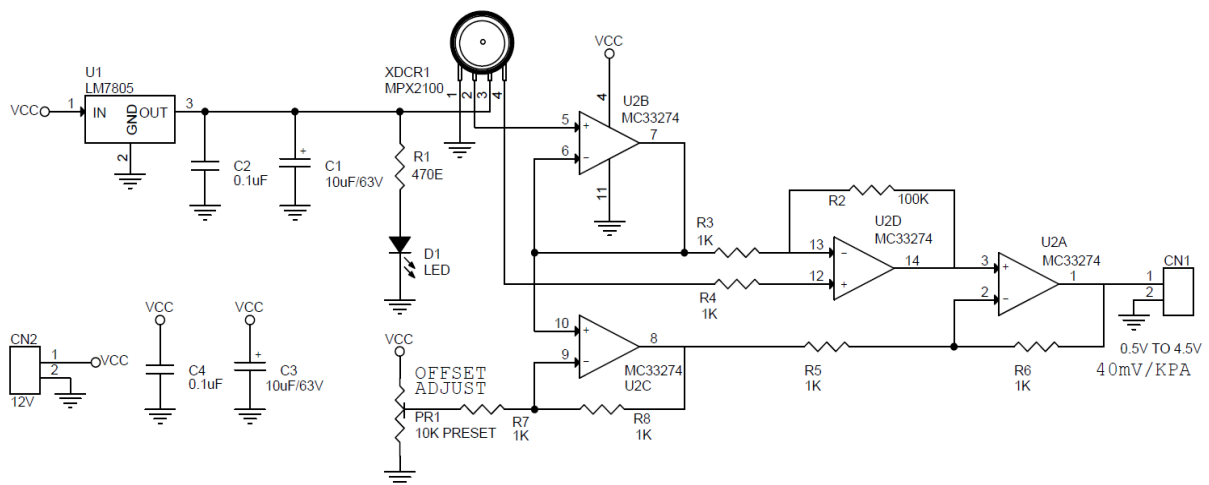 U1
LM7805
VCC
1
IN
GND
OUT
3
2
C2
0.1uF
+
C1
10uF/63V
R1
470E
D1
LED
XDCR1
MPX2100
1
2
3
4
VCC
4
U2B
MC33274
5
+
6
−
7
11
R3
1K
R4
1K
R2
100K
U2D
MC33274
13
−
12
+
14
U2A
MC33274
3
+
2
−
1
CN1
1
2
0.5V TO 4.5V
40mV/KPA
10
+
9
−
8
MC33274
U2C
R5
1K
R6
1K
CN2
1
2
VCC
12V
VCC
C4
0.1uF
VCC
+
C3
10uF/63V
VCC
OFFSET
ADJUST
PR1
10K PRESET
R7
1K
R8
1K